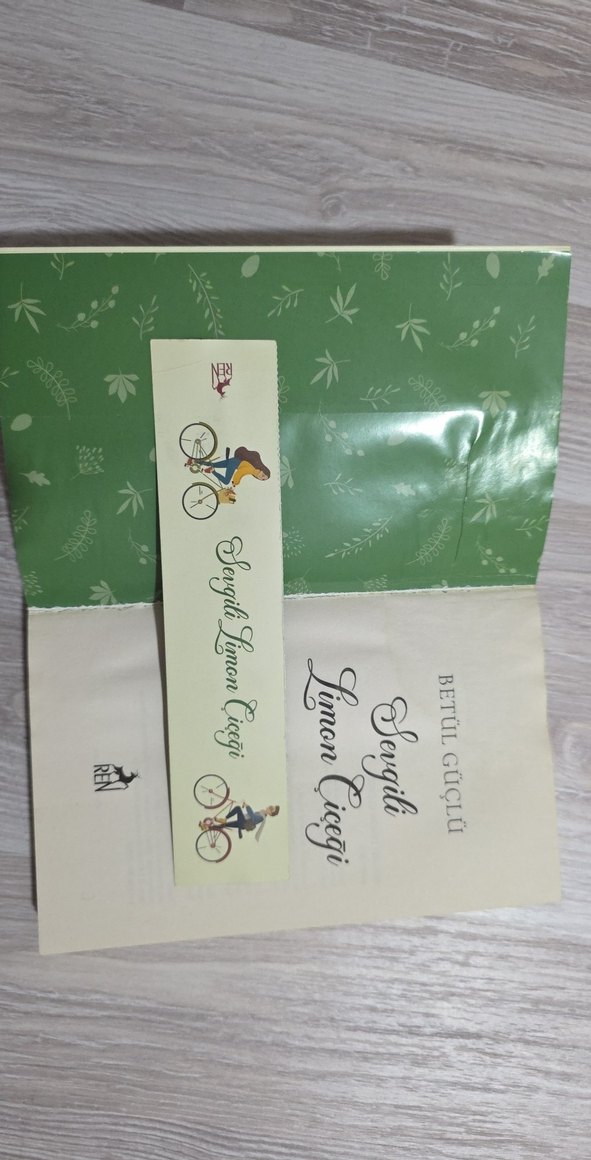 REN
Sevgili Limon Çiçeği
BETÜL GÜÇLÜ
Sevgili
Limon Çiçeği
REN